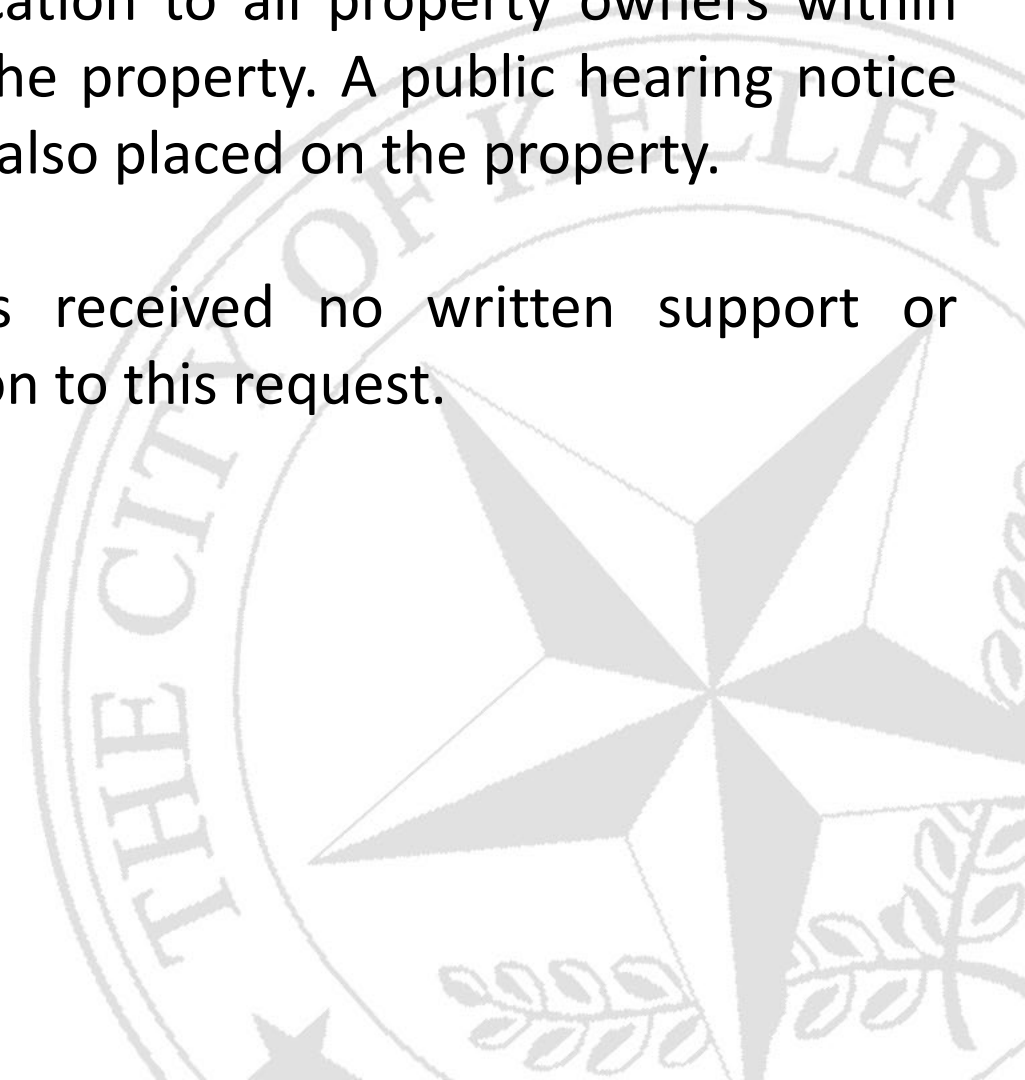 to all property owners within
he property. A public hearing notice
also placed on the property.
s received no written support or
on to this request.
THE CITY OF KELLER